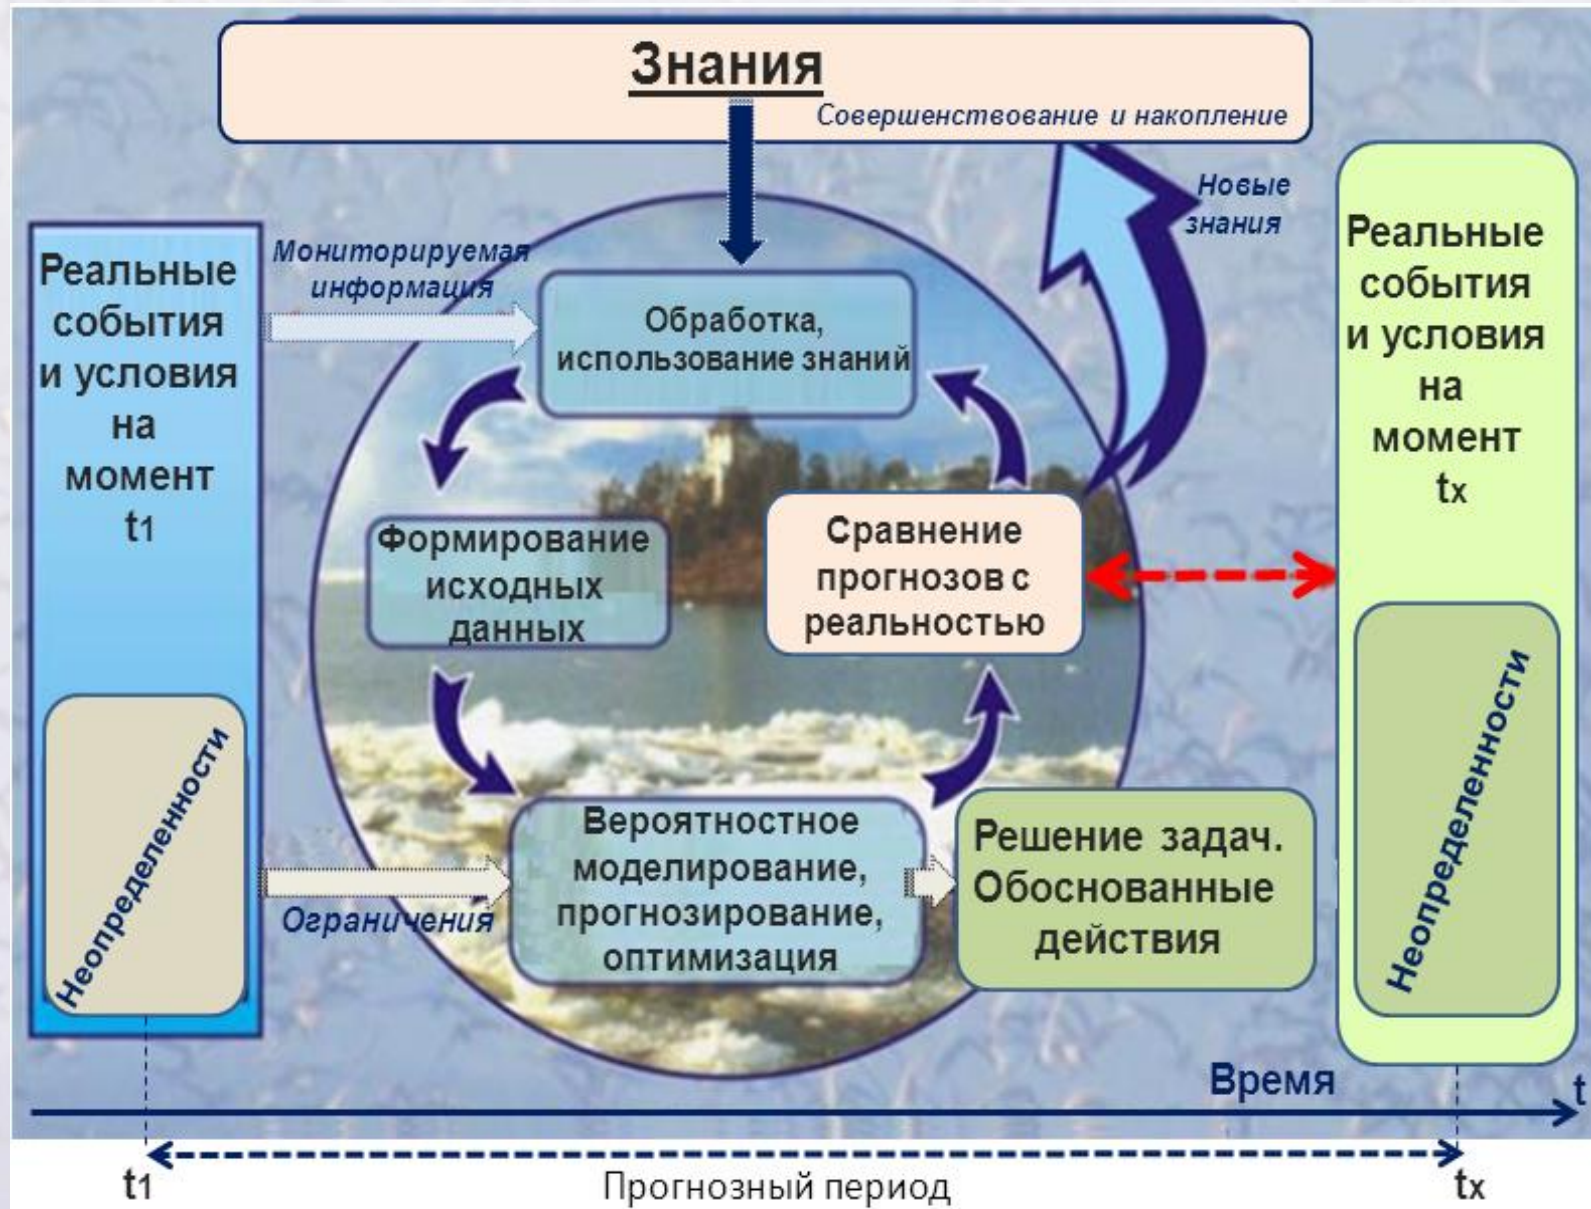 Знания
Совершенствование и накопление
Новые
знания
Реальные
события
и условия
на
момент
t1
Неопределенности
Мониторируемая
информация
Обработка,
использование знаний
Формирование
исходных
данных
Сравнение
прогнозов с
реальностью
Вероятностное
моделирование,
прогнозирование,
оптимизация
Ограничения
Решение задач.
Обоснованные
действия
Реальные
события
и условия
на
момент
tx
Неопределенности
Время
t
t1
Прогнозный период
tx